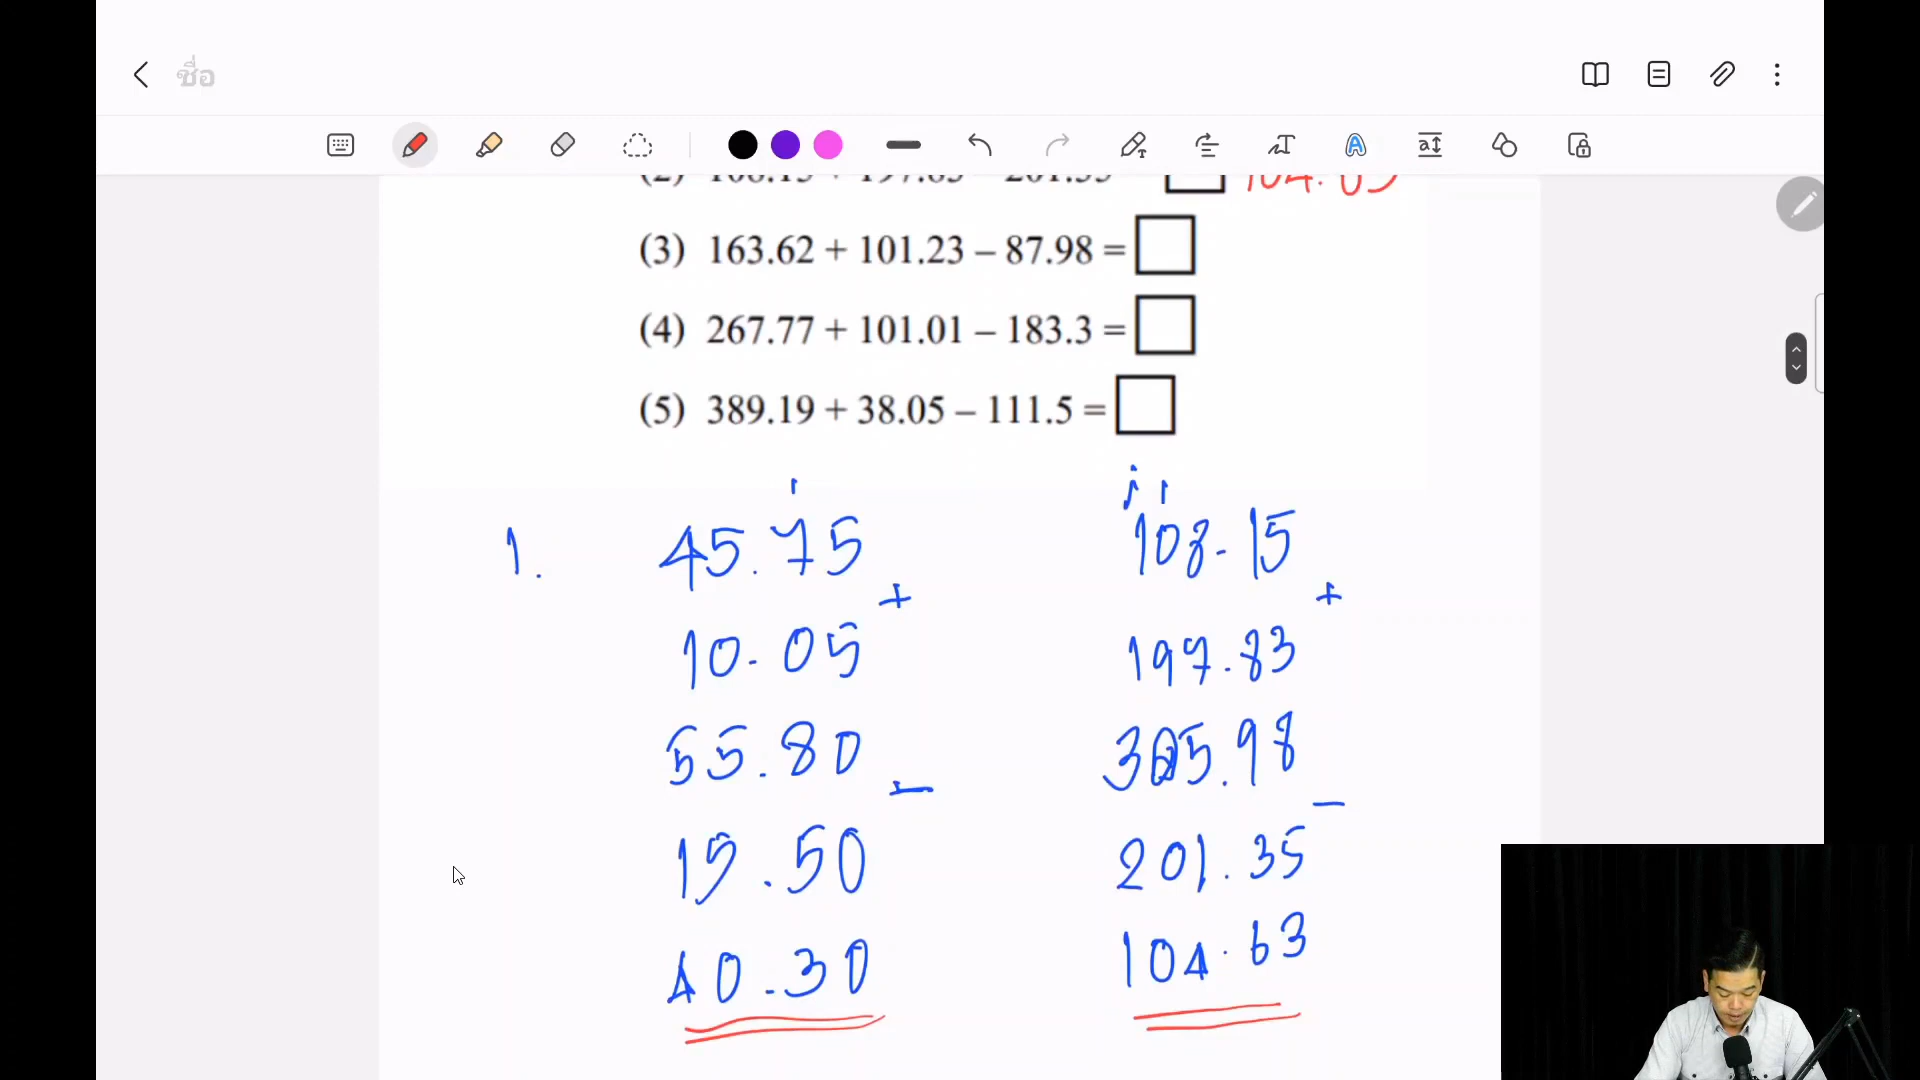 ชื่อ
(3) 163.62 + 101.23 – 87.98 =
(4) 267.77 + 101.01 – 183.3 =
(5) 389.19 + 38.05 – 111.5 =
1. 45.75 +
10.05
55.80 –
15.50
40.30
108.15 +
197.83
305.98 –
201.35
104.63